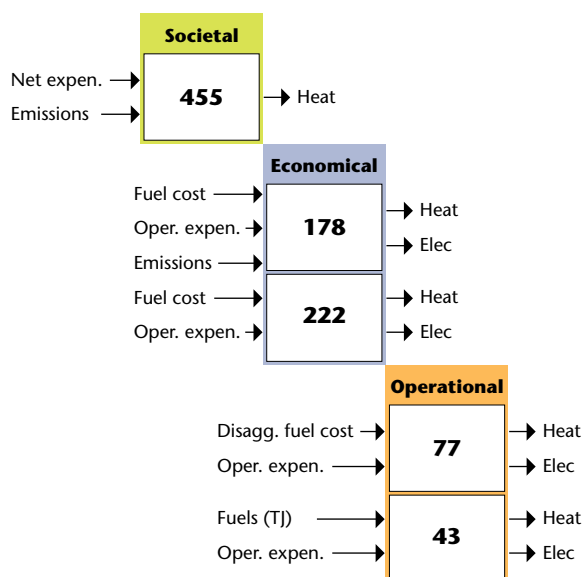 Societal
Net expen.
455
Heat
Emissions
Economical
Fuel cost
Heat
Oper. expen.
178
Elec
Emissions
Fuel cost
Heat
222
Oper. expen.
Elec
Operational
Disagg. fuel cost
Heat
77
Oper. expen.
Elec
Fuels (TJ)
Heat
43
Oper. expen.
Elec